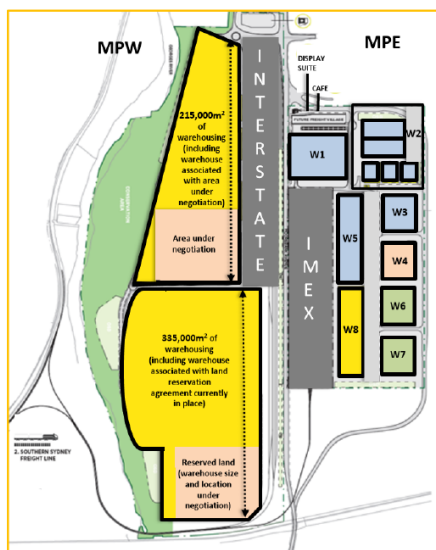 MPW
MPE
INTERSTATE
IMEX
DISPLAY
SUITE
CAFE
W1
W2
W3
W4
W5
W6
W7
W8
215,000m²
of
warehousing
(including
warehouse
associated
with area
under
negotiation)
Area under
negotiation
335,000m² of
warehousing
(including warehouse
associated with land
reservation
agreement currently
in place)
Reserved land
(warehouse size
and location
under
negotiation)
2. SOUTHERN SYDNEY
FREIGHT LINE